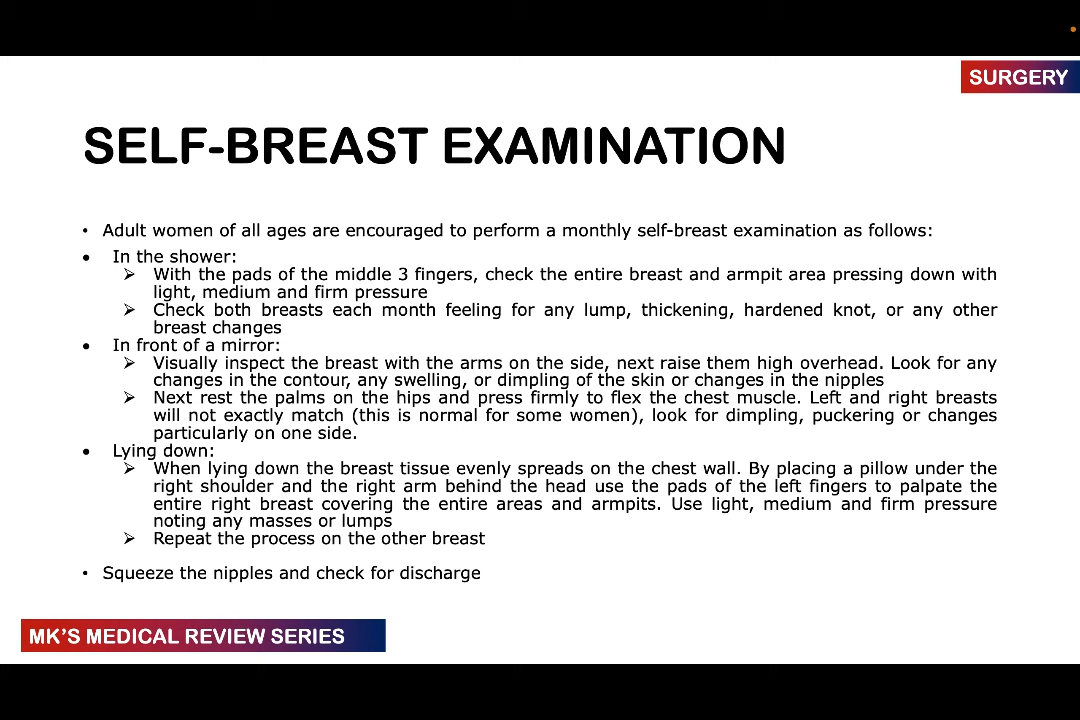 SURGERY
SELF-BREAST EXAMINATION
• Adult women of all ages are encouraged to perform a monthly self-breast examination as follows:
• In the shower:
➢ With the pads of the middle 3 fingers, check the entire breast and armpit area pressing down with
light, medium and firm pressure
➢ Check both breasts each month feeling for any lump, thickening, hardened knot, or any other
breast changes
• In front of a mirror:
➢ Visually inspect the breast with the arms on the side, next raise them high overhead. Look for any
changes in the contour, any swelling, or dimpling of the skin or changes in the nipples
➢ Next rest the palms on the hips and press firmly to flex the chest muscle. Left and right breasts
will not exactly match (this is normal for some women), look for dimpling, puckering or changes
particularly on one side.
• Lying down:
➢ When lying down the breast tissue evenly spreads on the chest wall. By placing a pillow under the
right shoulder and the right arm behind the head use the pads of the left fingers to palpate the
entire right breast covering the entire areas and armpits. Use light, medium and firm pressure
noting any masses or lumps
➢ Repeat the process on the other breast
• Squeeze the nipples and check for discharge
MK'S MEDICAL REVIEW SERIES